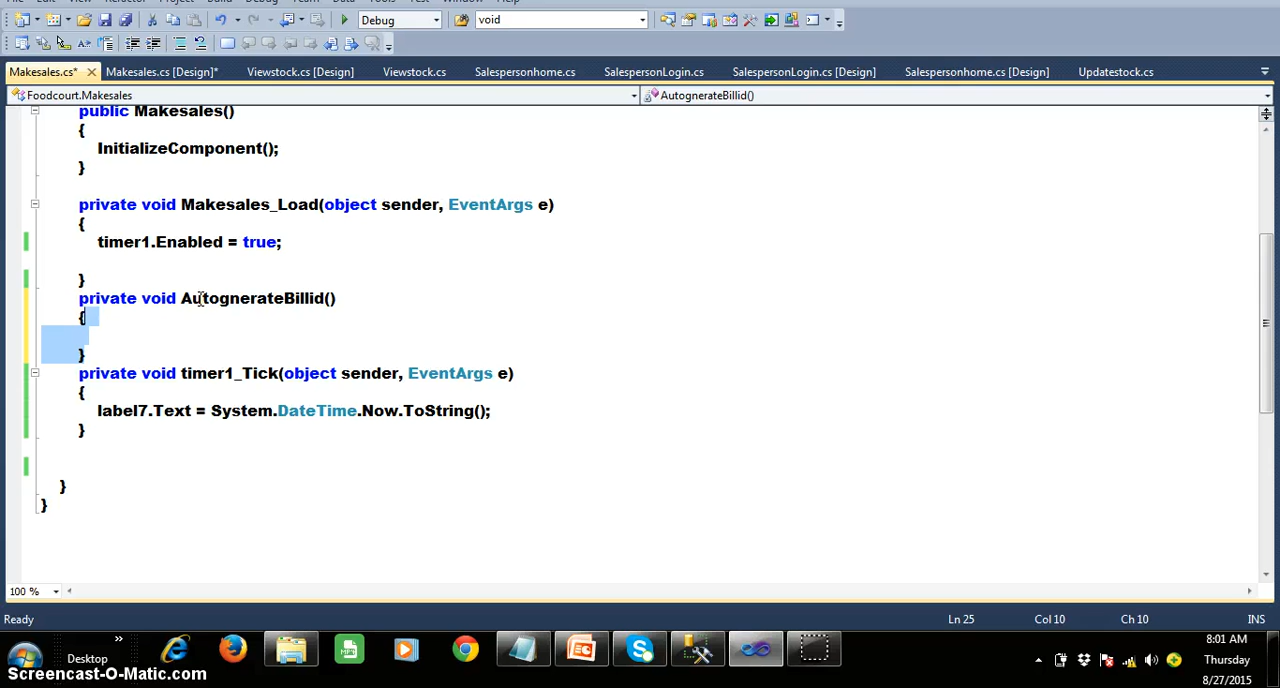 Debug
void
Makesales.cs*
Makesales.cs [Design]*
Viewstock.cs [Design]
Viewstock.cs
Salespersonhome.cs
SalespersonLogin.cs
SalespersonLogin.cs [Design]
Salespersonhome.cs [Design]
Updatestock.cs
Foodcourt.Makesales
AutognerateBillid()
public Makesales()
{
InitializeComponent();
}
private void Makesales_Load(object sender, EventArgs e)
{
timer1.Enabled = true;
}
private void AutognerateBillid()
{
}
private void timer1_Tick(object sender, EventArgs e)
{
label7.Text = System.DateTime.Now.ToString();
}
}
}
100 %
Ready
Ln 25
Col 10
Ch 10
INS
Desktop
8:01 AM
Thursday
8/27/2015
Screencast-O-Matic.com